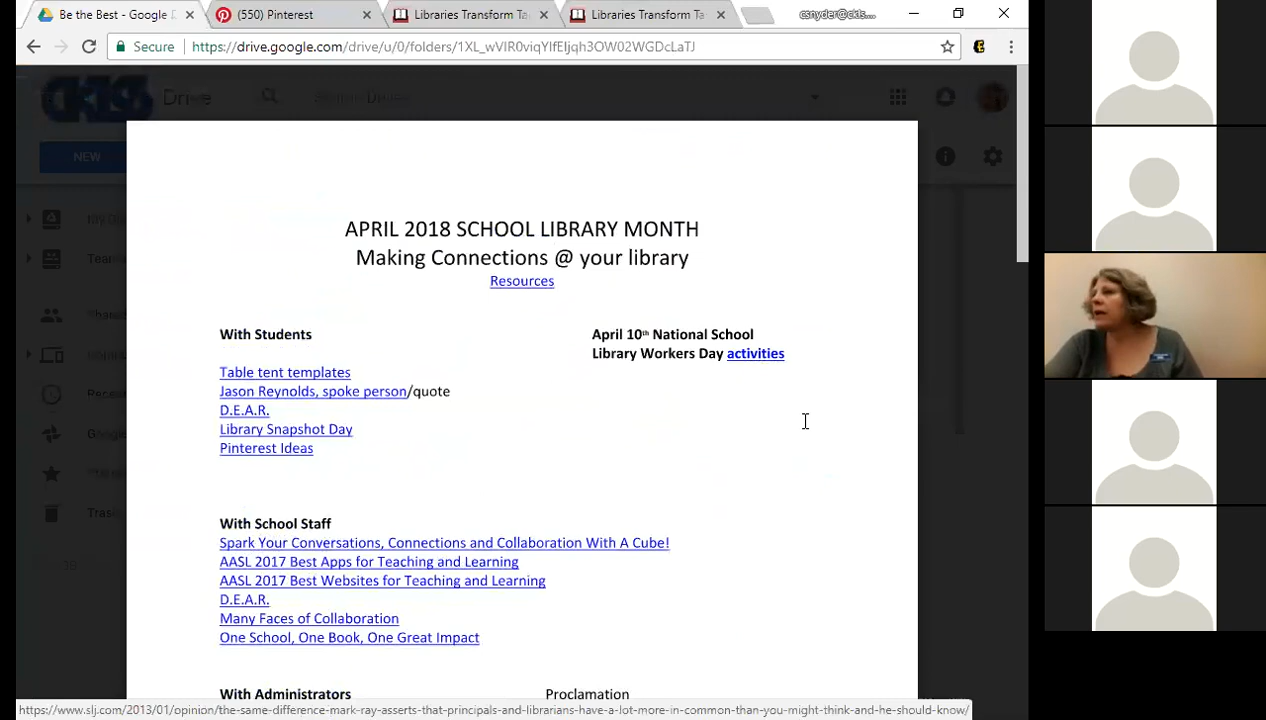 Be the Best - Google
(550) Pinterest
Libraries Transform Ta
Libraries Transform Ta
csnyder@ckts...
Secure
https://drive.google.com/drive/u/0/folders/1XL_wVIR0viqYlfEIjqh3OW02WGDcLaTJ
Drive
NEW
APRIL 2018 SCHOOL LIBRARY MONTH
Making Connections @ your library
Resources
With Students
April 10th National School
Library Workers Day activities
Table tent templates
Jason Reynolds, spoke person/quote
D.E.A.R.
Library Snapshot Day
Pinterest Ideas
With School Staff
Spark Your Conversations, Connections and Collaboration With A Cube!
AASL 2017 Best Apps for Teaching and Learning
AASL 2017 Best Websites for Teaching and Learning
D.E.A.R.
Many Faces of Collaboration
One School, One Book, One Great Impact
With Administrators
Proclamation
https://www.slj.com/2013/01/opinion/the-same-difference-mark-ray-asserts-that-principals-and-librarians-have-a-lot-more-in-common-than-you-might-think-and-he-should-know/